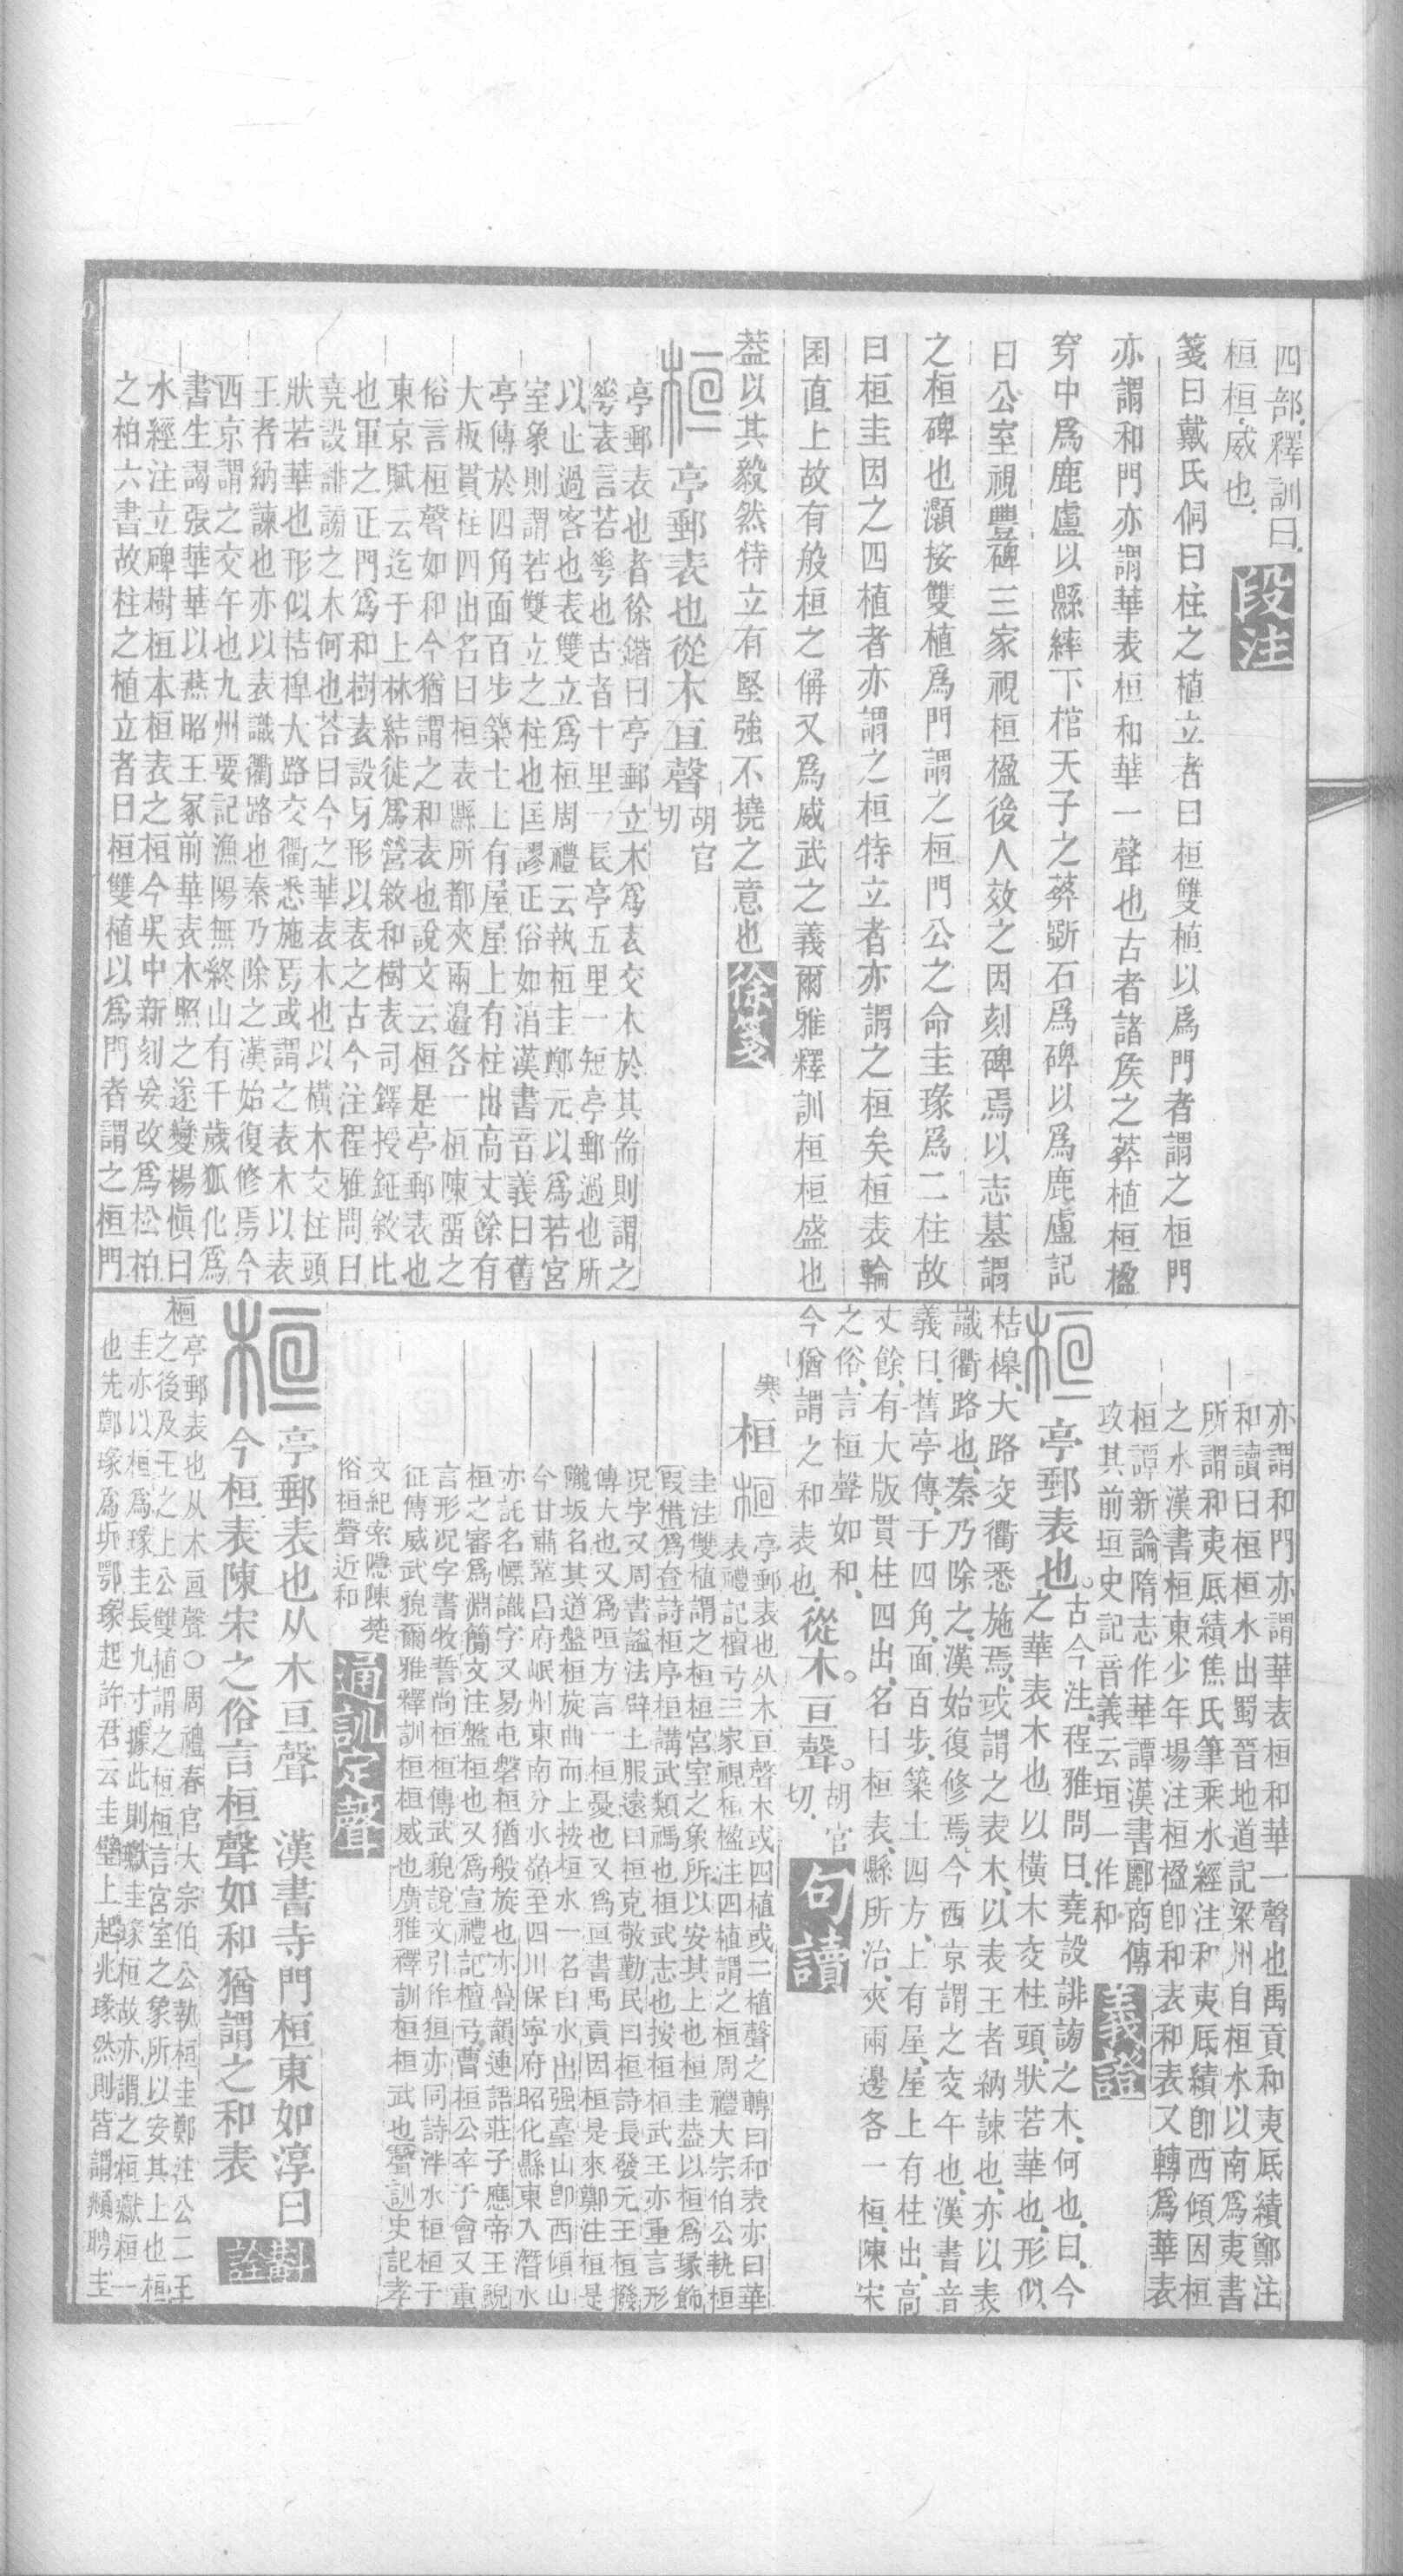 四部釋訓曰
桓桓威也 段注
箋曰戴氏侗曰柱之植立者曰桓雙植以爲門者謂之桓門
亦謂和門亦謂華表桓和華一聲也古者諸矦之葬植桓楹
穿中爲鹿盧以縣繂下棺天子之葬斲石爲碑以爲鹿盧記
曰公室視豐碑三家視桓楹後人效之因刻碑焉以志墓謂
之桓碑也灝按雙植爲門謂之桓門公之命圭瑑爲二柱故
曰桓圭因之四植者亦謂之桓特立者亦謂之桓矣桓表輪
囷直上故有般桓之偁又爲威武之義爾雅釋訓桓桓盛也
葢以其毅然特立有堅強不撓之意也 徐箋
桓 亭郵表也從木亘聲 胡官切
亭郵表也者徐鍇曰亭郵立木爲表交木於其耑則謂之
華表言若華也古者十里一長亭五里一短亭郵過也所
以止過客也表雙立爲桓周禮云執桓圭鄭元以爲若宮
室象則謂若雙立之柱也匡謬正俗如淳漢書音義曰舊
亭傳於四角面百步築土上有屋屋上有柱出高丈餘有
大板貫柱四出名曰桓表縣所都夾兩邉各一桓陳宋之
俗言桓聲如和今猶謂之和表也說文云桓是亭郵表也
東京賦云迄于上林結徒爲營敘和樹表司鐸授鉦敘比
也軍之正門爲和樹表設牙形以表之古今注程雅問曰
堯設誹謗之木何也荅曰今之華表木也以橫木交柱頭
狀若華也形似桔槹大路交衢悉施焉或謂之表木以表
王者納諫也亦以表識衢路也秦乃除之漢始復修焉今
西京謂之交午也九州要記漁陽無終山有千歲狐化爲
書生謁張華華以燕昭王冢前華表木照之遂變楊愼曰
水經注立碑樹桓本桓表之桓今吳中新刻妄改爲松柏
之柏六書故柱之植立者曰桓雙植以爲門者謂之桓門
亦謂和門亦謂華表桓和華一聲也禹貢和夷厎績鄭注
和讀曰桓桓水出蜀晉地道記梁州自桓水以南爲夷書
所謂和夷厎績焦氏筆乘水經注和夷厎績卽西傾因桓
之水漢書桓東少年場注桓楹卽和表和表又轉爲華表
桓譚新論隋志作華譚漢書酈商傳
攻其前垣史記音義云垣一作和 義證
桓 亭郵表也。古今注程雅問曰堯設誹謗之木何也曰今
之華表木也以橫木交柱頭狀若華也形似
桔槔大路交衢悉施焉或謂之表木以表王者納諫也亦以表
識衢路也秦乃除之漢始復修焉今西京謂之交午也漢書音
義曰舊亭傳于四角面百步築土四方上有屋屋上有柱出高
丈餘有大版貫柱四出名曰桓表縣所治夾兩邊各一桓陳宋
之俗言桓聲如和
今猶謂之和表也從木。亘聲。胡官切 句讀
寒 桓 桓 亭郵表也从木亘聲木或四植或二植聲之轉曰和表亦曰華
表禮記檀弓三家視桓楹注四植謂之桓周禮大宗伯公執桓
圭注雙植謂之桓桓宮室之象所以安其上也桓圭葢以桓爲瑑飾
假借爲查詩桓序桓講武類禡也桓武志也按桓桓武王亦重言形
况字又周書謚法辟土服遠曰桓克敬勤民曰桓詩長發元王桓撥
傳大也又爲咺方言一桓憂也又爲亘書禹貢因桓是來鄭注桓是
隴坂名其道盤桓旋曲而上按桓水一名白水出强臺山卽西傾山
今甘肅鞏昌府岷州東南分水嶺至四川保寧府昭化縣東入潛水
亦託名幖識字又易屯磐桓猶般旋也亦疊韻連語莊子應帝王鯢
桓之審爲淵簡文注盤桓也又爲宣禮記檀弓曹桓公卒于會又重
言形况字書牧誓尚桓桓傳武貌說文引作狟亦同詩泮水桓桓于
征傳威武貌爾雅釋訓桓桓威也廣雅釋訓桓桓武也聲訓史記孝
文紀索隱陳楚
俗桓聲近和 通訓定聲
桓 亭郵表也从木亘聲 漢書寺門桓東如淳曰
今桓表陳宋之俗言桓聲如和猶謂之和表 斠詮
桓 亭郵表也从木亘聲○周禮春官大宗伯公執桓圭鄭注公二王
之後及王之上公雙植謂之桓桓言宮室之象所以安其上也桓
圭亦以桓爲瑑圭長九寸據此則獻圭瑑桓故亦謂之桓獻桓一
也先鄭瑑爲圻鄂瑑起許君云圭璧上起兆瑑然則皆謂頫聘圭